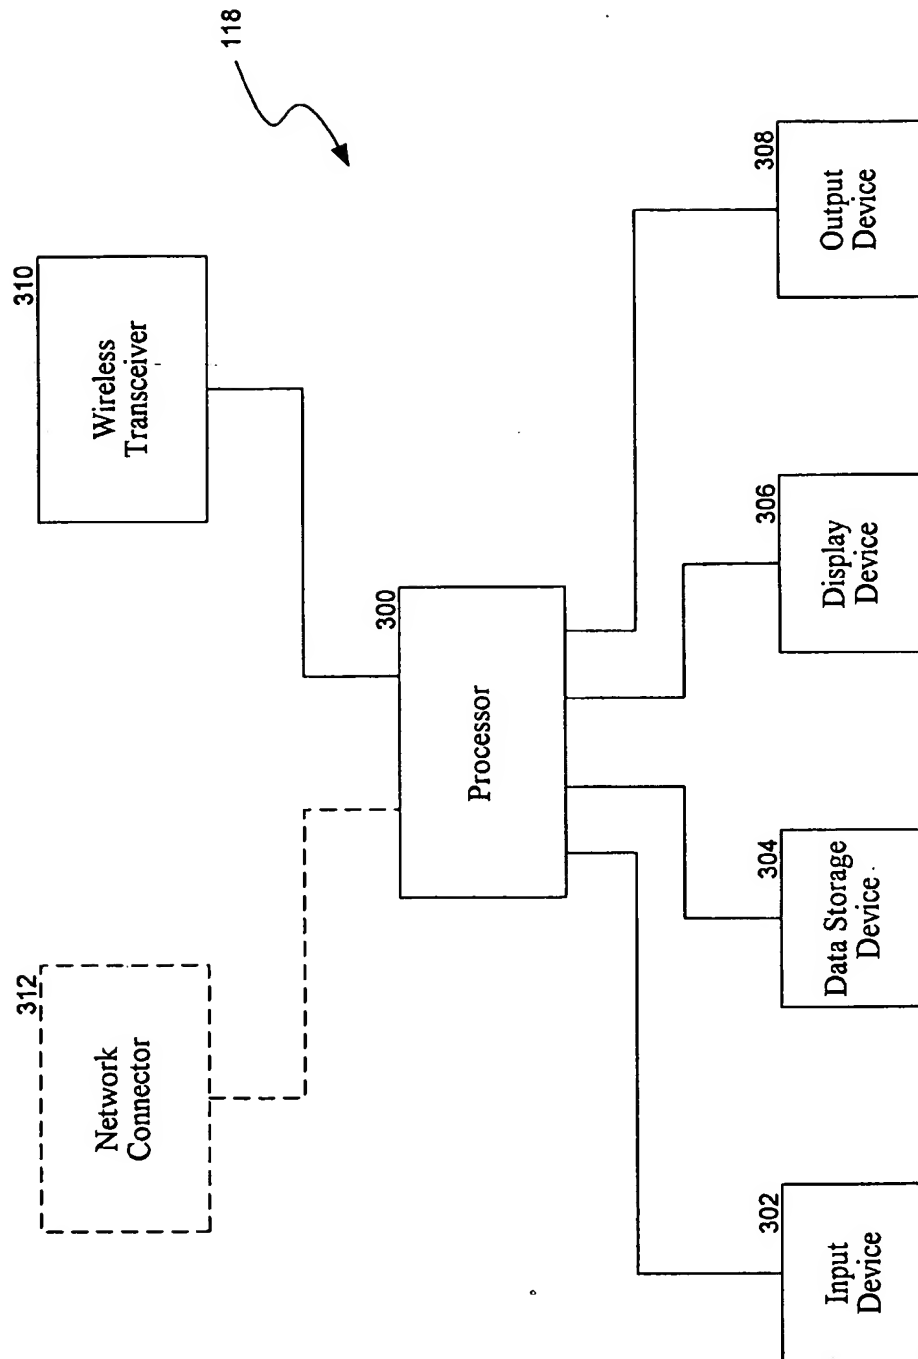 118
312
Network
Connector
310
Wireless
Transceiver
300
Processor
302
Input
Device
304
Data Storage
Device
306
Display
Device
308
Output
Device